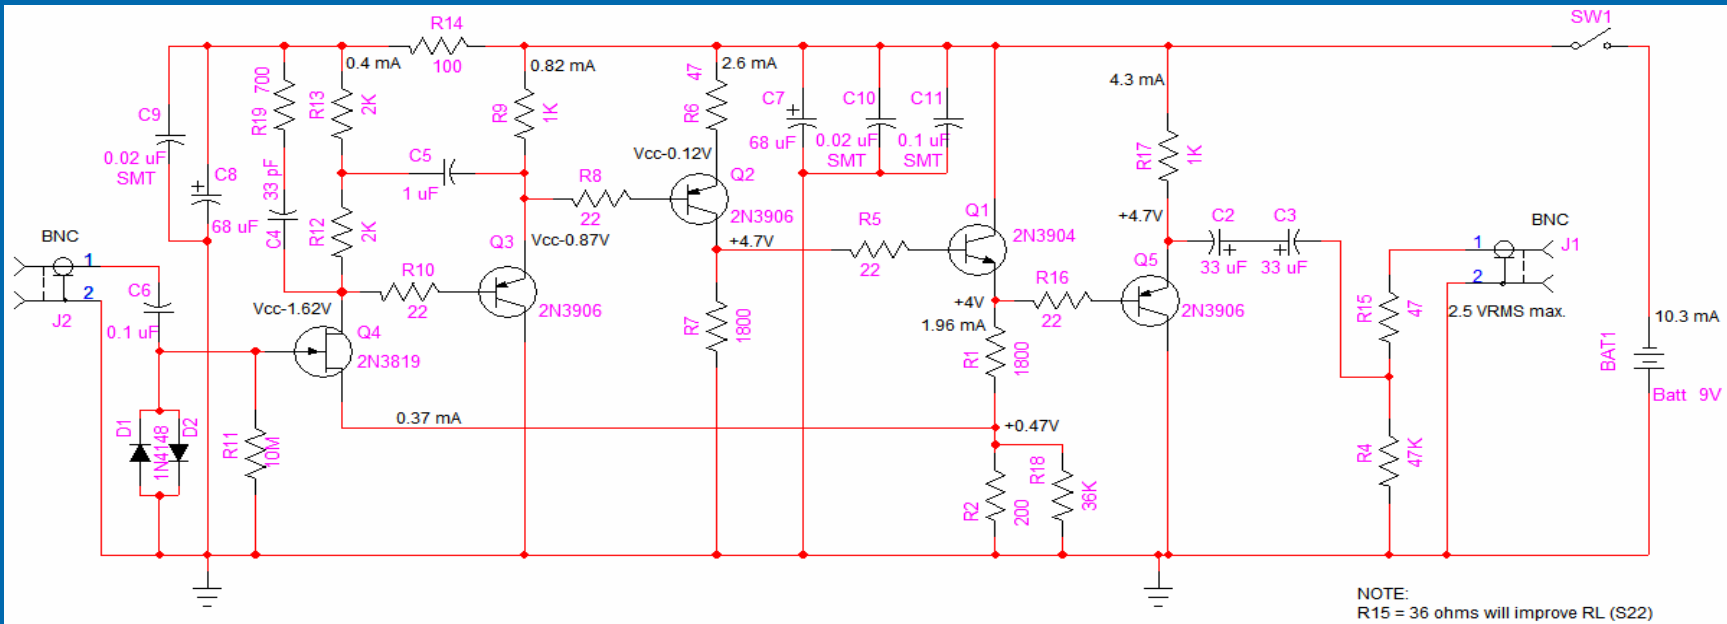 SW1
R14
100
0.4 mA
0.82 mA
2.6 mA
4.3 mA
R19
700
R13
2K
R9
1K
R6
47
C7
+
68 uF
C10
0.02 uF
SMT
C11
0.1 uF
SMT
R17
1K
C9
0.02 uF
SMT
C8
+
68 uF
C5
1 uF
Vcc-0.12V
Q2
2N3906
R8
22
33 pF
C4
R12
2K
Q3
Vcc-0.87V
2N3906
+4.7V
R5
22
Q1
2N3904
+4.7V
C2
+
33 uF
C3
+
33 uF
BNC
1
J1
2
2.5 VRMS max.
BNC
1
2
J2
C6
0.1 uF
R10
22
Vcc-1.62V
Q4
2N3819
R7
1800
+4V
1.96 mA
R16
22
Q5
2N3906
R1
1800
R15
47
10.3 mA
BAT1
Batt 9V
D1
1N4148
D2
R11
10M
0.37 mA
+0.47V
R2
200
R18
36K
R4
47K
NOTE:
R15 = 36 ohms will improve RL (S22)